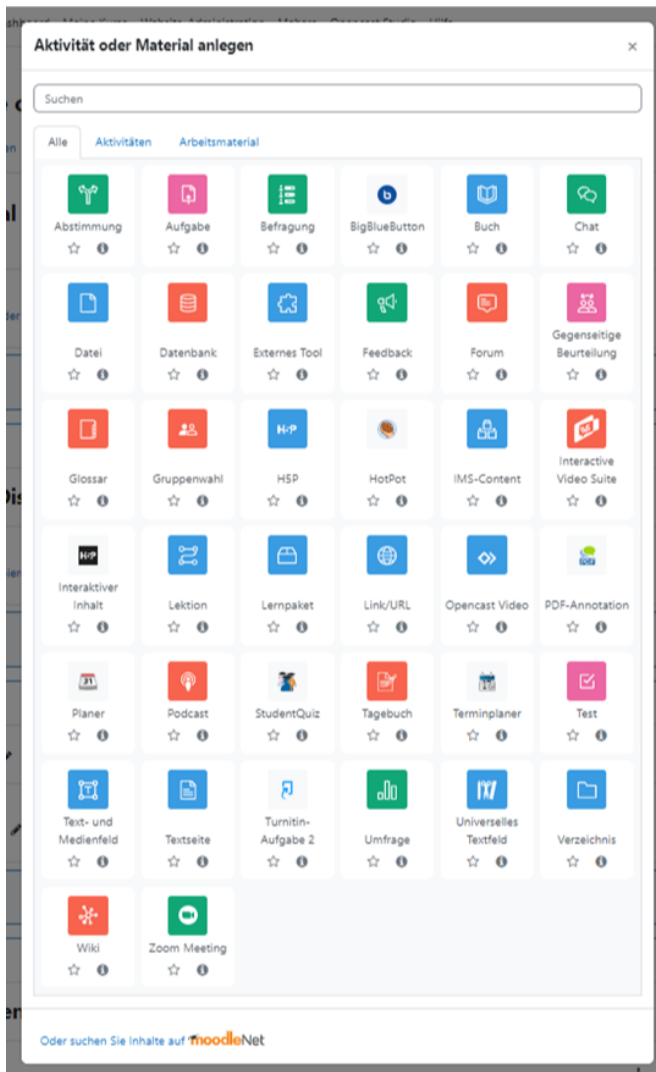 Aktivität oder Material anlegen ×
Suchen
Alle Aktivitäten Arbeitsmaterial
Abstimmung Aufgabe Befragung BigBlueButton Buch Chat
Datei Datenbank Externes Tool Feedback Forum Gegenseitige Beurteilung
Glossar Gruppenwahl H5P HotPot IMS-Content Interactive Video Suite
Interaktiver Inhalt Lektion Lernpaket Link/URL Opencast Video PDF-Annotation
Planer Podcast StudentQuiz Tagebuch Terminplaner Test
Text- und Medienfeld Textseite Turnitin-Aufgabe 2 Umfrage Universelles Textfeld Verzeichnis
Wiki Zoom Meeting
Oder suchen Sie Inhalte auf moodleNet